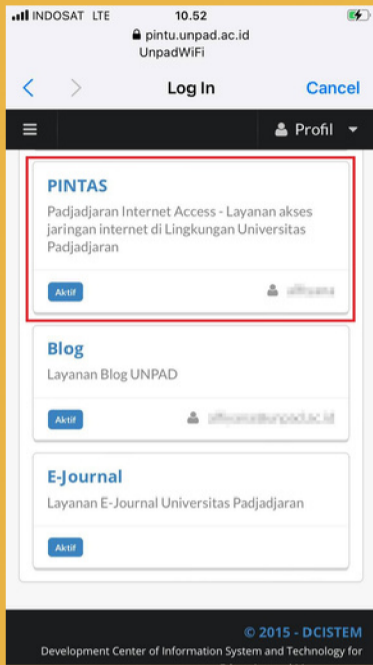 INDOSAT LTE 10.52
pintu.unpad.ac.id
UnpadWiFi
Log In
Cancel
Profil
PINTAS
Padjadjaran Internet Access - Layanan akses
jaringan internet di Lingkungan Universitas
Padjadjaran
Aktif
Blog
Layanan Blog UNPAD
Aktif
E-Journal
Layanan E-Journal Universitas Padjadjaran
Aktif
© 2015 - DCISTEM
Development Center of Information System and Technology for